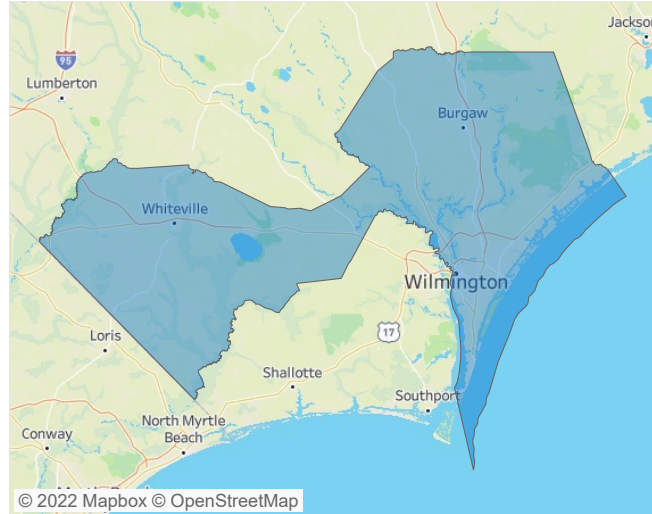 Jackson
95
Lumberton
Burgaw
Whiteville
Wilmington
17
Loris
Shallotte
Southport
North Myrtle
Beach
Conway
© 2022 Mapbox © OpenStreetMap